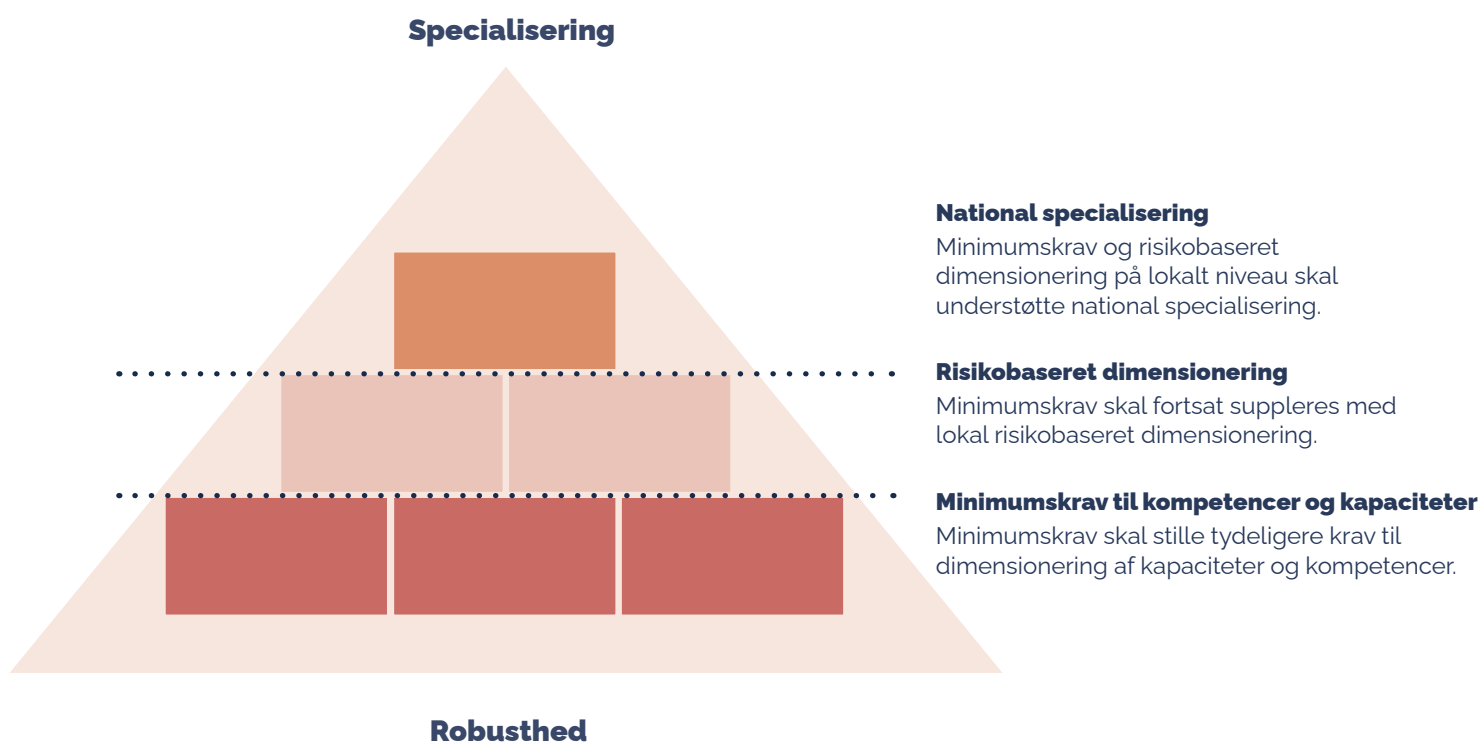 Specialisering
National specialisering
Minimumskrav og risikobaseret
dimensionering på lokalt niveau skal
understøtte national specialisering.
Risikobaseret dimensionering
Minimumskrav skal fortsat suppleres med
lokal risikobaseret dimensionering.
Minimumskrav til kompetencer og kapaciteter
Minimumskrav skal stille tydeligere krav til
dimensionering af kapaciteter og kompetencer.
Robusthed